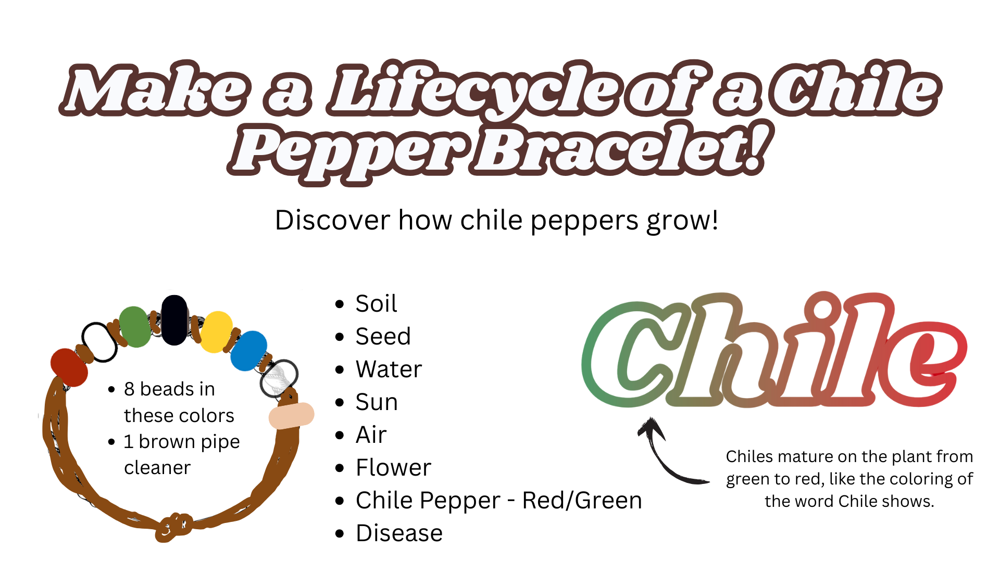 Make a Lifecycle of a Chile
Pepper Bracelet!
Discover how chile peppers grow!
• 8 beads in
these colors
• 1 brown pipe
cleaner
• Soil
• Seed
• Water
• Sun
• Air
• Flower
• Chile Pepper - Red/Green
• Disease
Chile
Chiles mature on the plant from
green to red, like the coloring of
the word Chile shows.